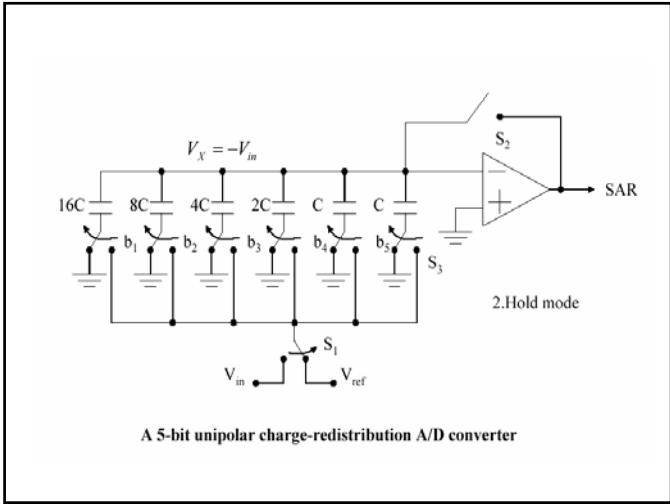 V_X = −V_in
S_2
SAR
16C 8C 4C 2C C C
b_1 b_2 b_3 b_4 b_5
S_3
2.Hold mode
S_1
V_in V_ref
A 5-bit unipolar charge-redistribution A/D converter